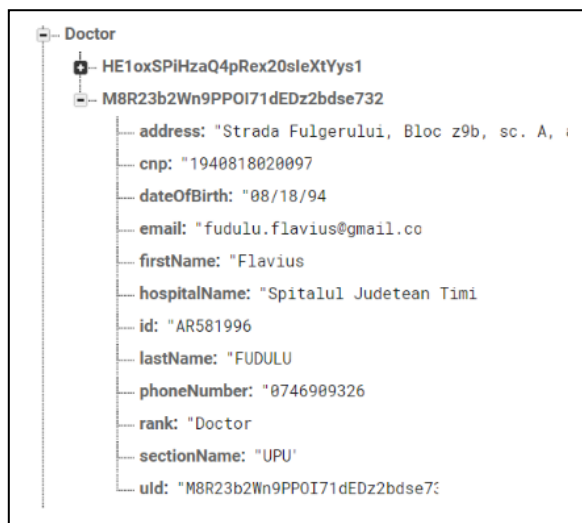 Doctor
HE1oxSPiHzaQ4pRex20sIeXtYys1
M8R23b2Wn9PPOI71dEDz2bdse732
address: "Strada Fulgerului, Bloc z9b, sc. A,
cnp: "1940818020097
dateOfBirth: "08/18/94
email: "fudulu.flavius@gmail.co
firstName: "Flavius
hospitalName: "Spitalul Judetean Timi
id: "AR581996
lastName: "FUDULU
phoneNumber: "0746909326
rank: "Doctor
sectionName: "UPU'
uId: "M8R23b2Wn9PPOI71dEDz2bdse73